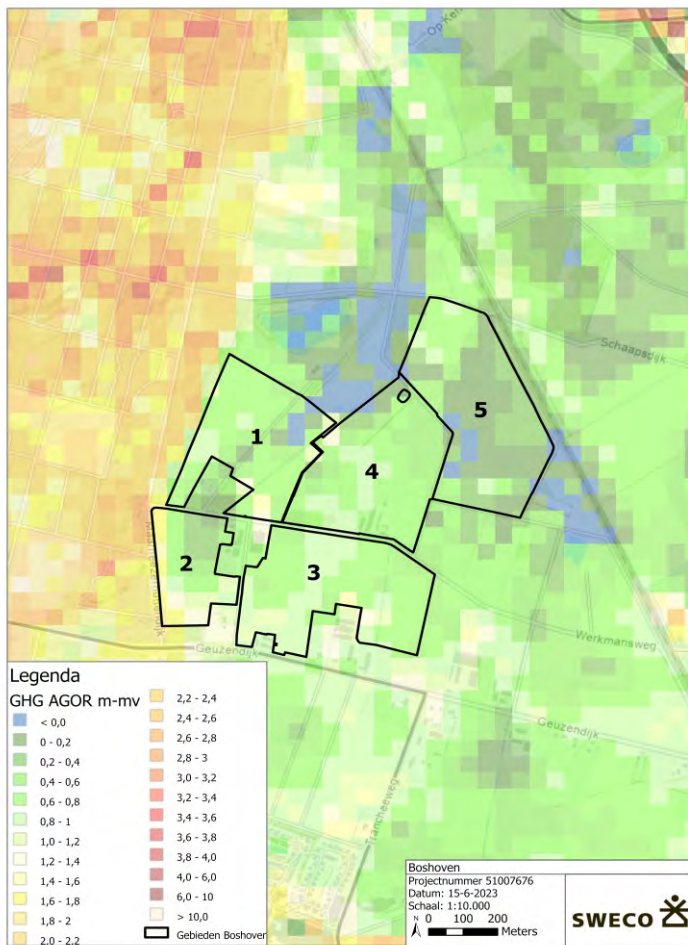 Schaapsdijk
1
5
4
2
3
Geuzendijk
Werkmansweg
Geuzendijk
Trancheeweg
Legenda
GHG AGOR m-mv
< 0,0
0 - 0,2
0,2 - 0,4
0,4 - 0,6
0,6 - 0,8
0,8 - 1
1,0 - 1,2
1,2 - 1,4
1,4 - 1,6
1,6 - 1,8
1,8 - 2
2,0 - 2,2
2,2 - 2,4
2,4 - 2,6
2,6 - 2,8
2,8 - 3
3,0 - 3,2
3,2 - 3,4
3,4 - 3,6
3,6 - 3,8
3,8 - 4,0
4,0 - 6,0
6,0 - 10
> 10,0
Gebieden Boshoven
Boshoven
Projectnummer 51007676
Datum: 15-6-2023
Schaal: 1:10.000
N
0 100 200
Meters
SWECO